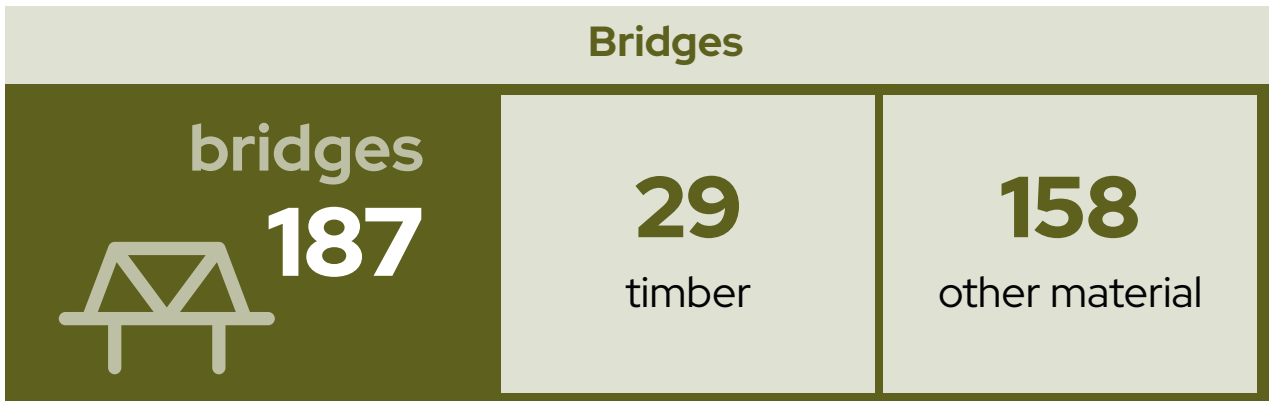 Bridges
bridges
187
29
timber
158
other material